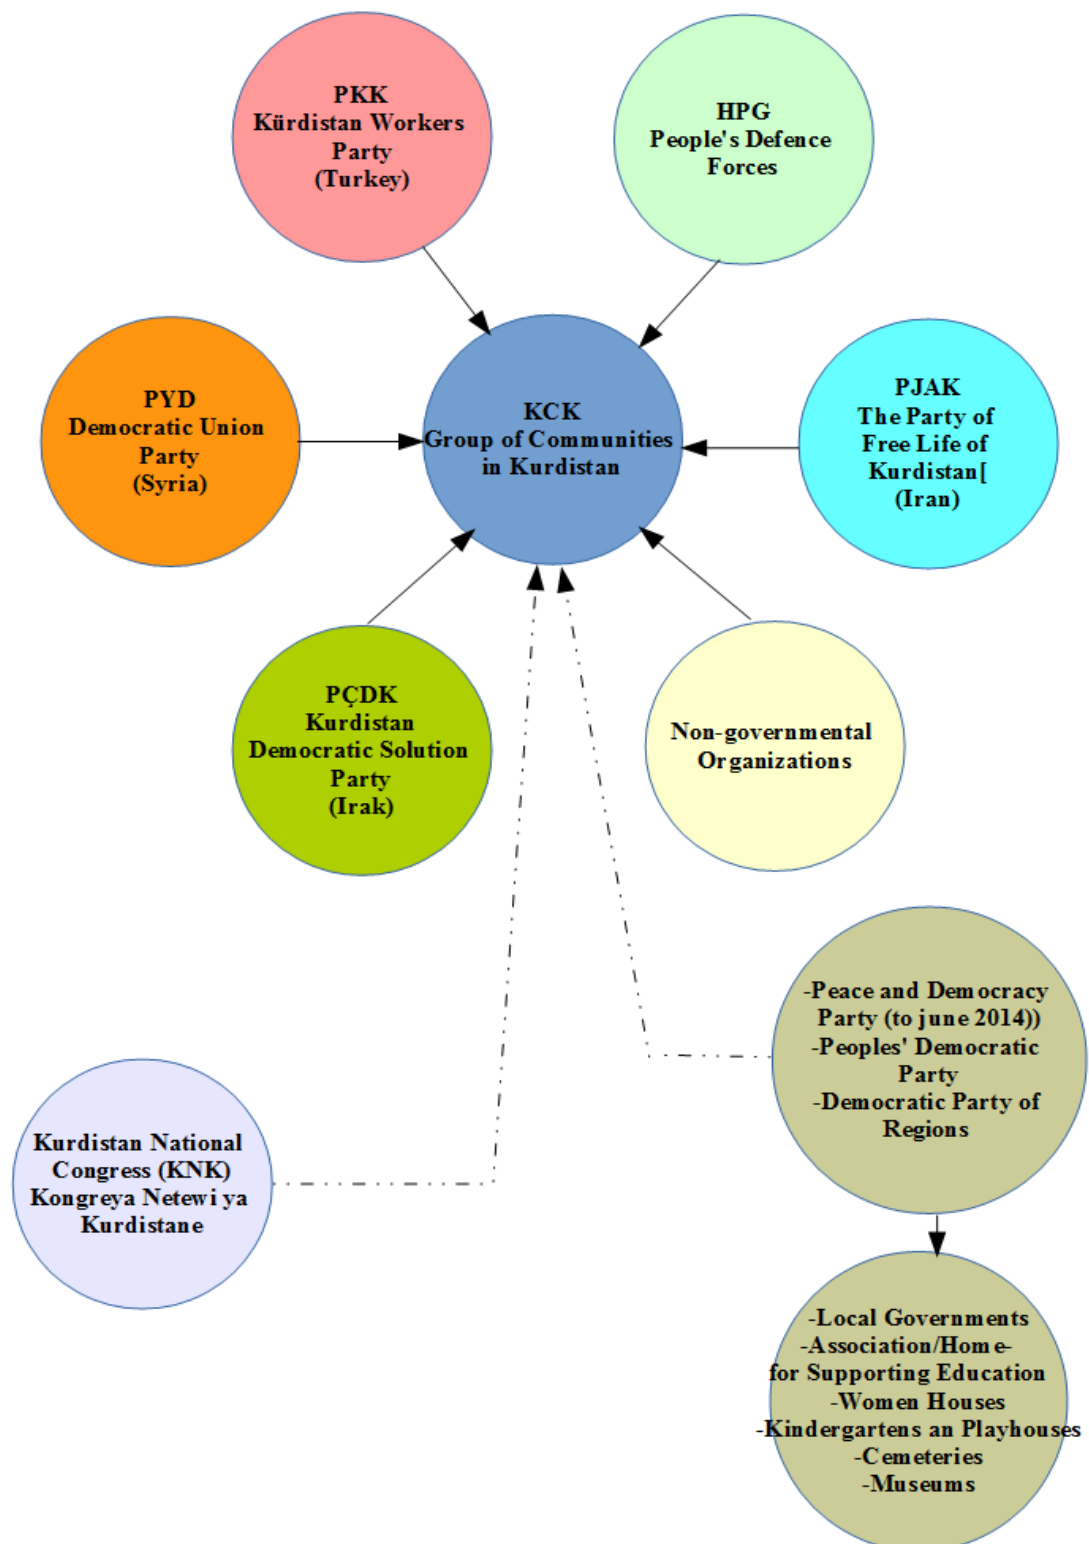 PKK
Kürdistan Workers
Party
(Turkey)
HPG
People's Defence
Forces
PYD
Democratic Union
Party
(Syria)
KCK
Group of Communities
in Kurdistan
PJAK
The Party of
Free Life of
Kurdistan[
(Iran)
PÇDK
Kurdistan
Democratic Solution
Party
(Irak)
Non-governmental
Organizations
-Peace and Democracy
Party (to june 2014))
-Peoples' Democratic
Party
-Democratic Party of
Regions
Kurdistan National
Congress (KNK)
Kongreya Netewi ya
Kurdistane
-Local Governments
-Association/Home-
for Supporting Education
-Women Houses
-Kindergartens an Playhouses
-Cemeteries
-Museums